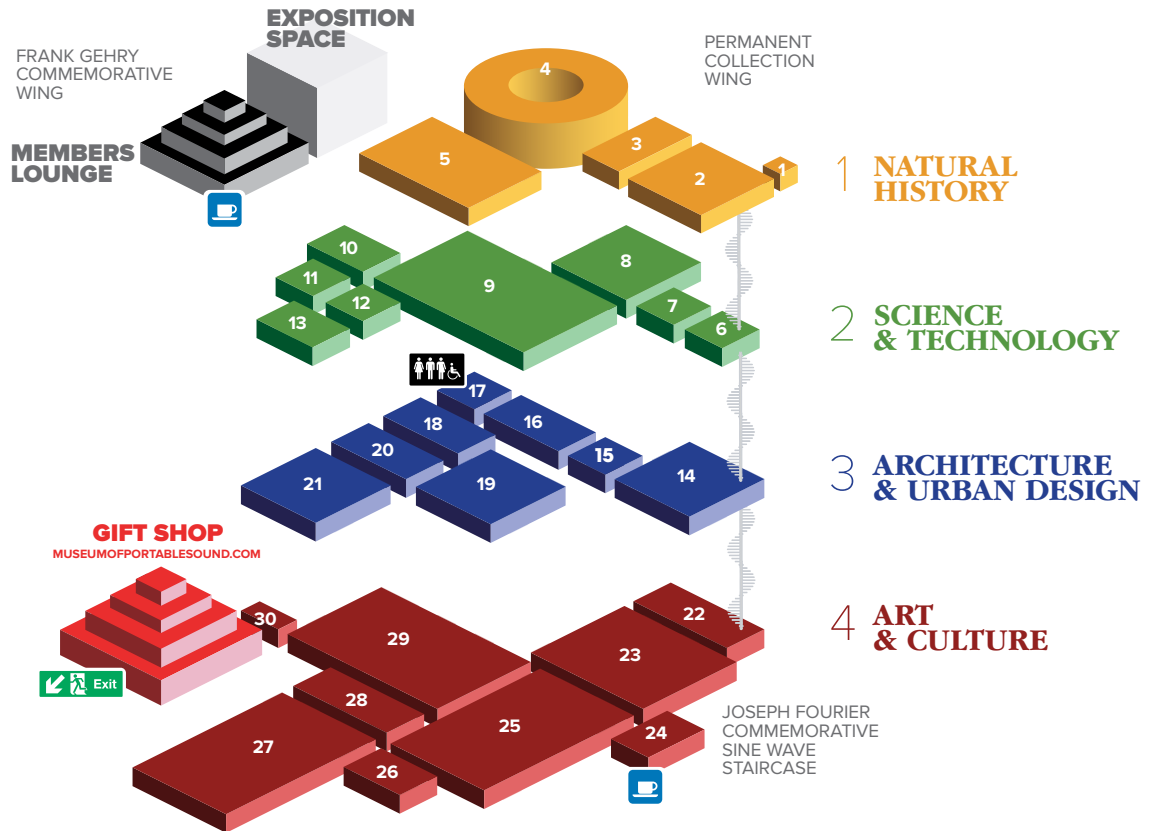 EXPOSITION
SPACE
FRANK GEHRY
COMMEMORATIVE
WING
PERMANENT
COLLECTION
WING
MEMBERS
LOUNGE
4
3
5
2
1
1 NATURAL
HISTORY
10
8
11
9
12
7
13
6
2 SCIENCE
& TECHNOLOGY
17
18
16
20
15
21
19
14
3 ARCHITECTURE
& URBAN DESIGN
GIFT SHOP
MUSEUMOFPORTABLESOUND.COM
30
29
22
23
4 ART
& CULTURE
Exit
28
25
24
27
26
JOSEPH FOURIER
COMMEMORATIVE
SINE WAVE
STAIRCASE